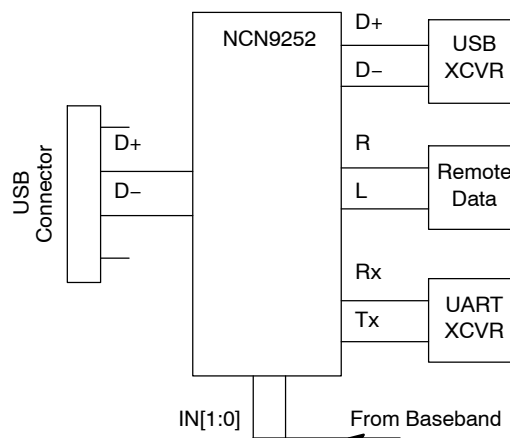 NCN9252
D+
D−
USB
XCVR
USB
Connector
D+
D−
R
L
Remote
Data
Rx
Tx
UART
XCVR
IN[1:0]
From Baseband